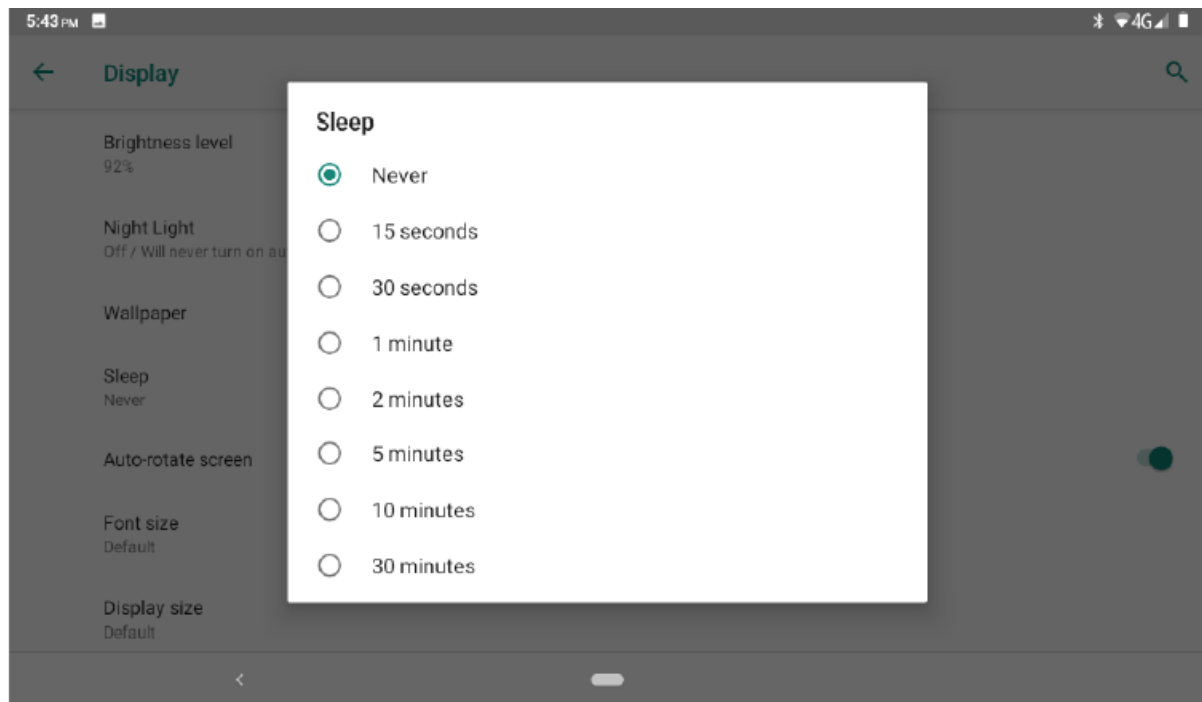 5:43 PM
4G
Display
Brightness level
92%
Night Light
Off / Will never turn on au
Wallpaper
Sleep
Never
Auto-rotate screen
Font size
Default
Display size
Default
Sleep
Never
15 seconds
30 seconds
1 minute
2 minutes
5 minutes
10 minutes
30 minutes